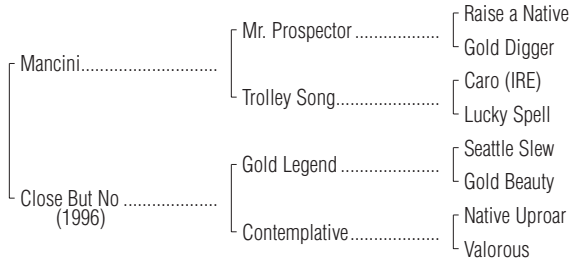 Raise a Native
Mr. Prospector ..................
Gold Digger
Mancini.............................
Caro (IRE)
Trolley Song......................
Lucky Spell
Seattle Slew
Gold Legend .....................
Gold Beauty
Close But No ....................
(1996)
Native Uproar
Contemplative...................
Valorous